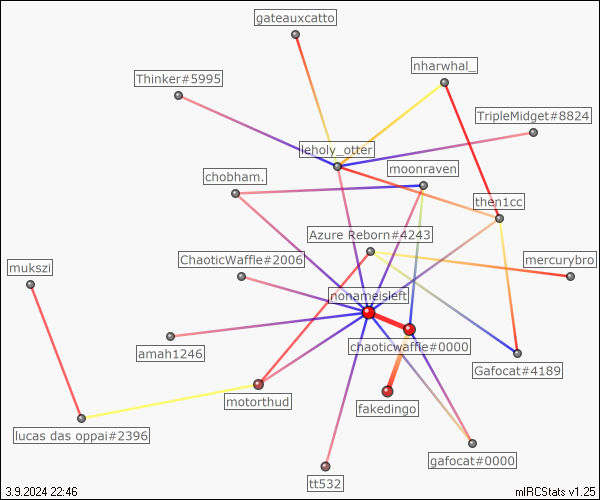 gateauxcatto
nharwhal_
Thinker#5995
TripleMidget#8824
leholy_otter
moonraven
chobham.
then1cc
Azure Reborn#4243
ChaoticWaffle#2006
mercurybro
mukszi
nonameisleft
chaoticwaffle#0000
amah1246
Gafocat#4189
motorthud
fakedingo
lucas das oppai#2396
gafocat#0000
tt532
3.9.2024 22:46
mIRCStats v1.25